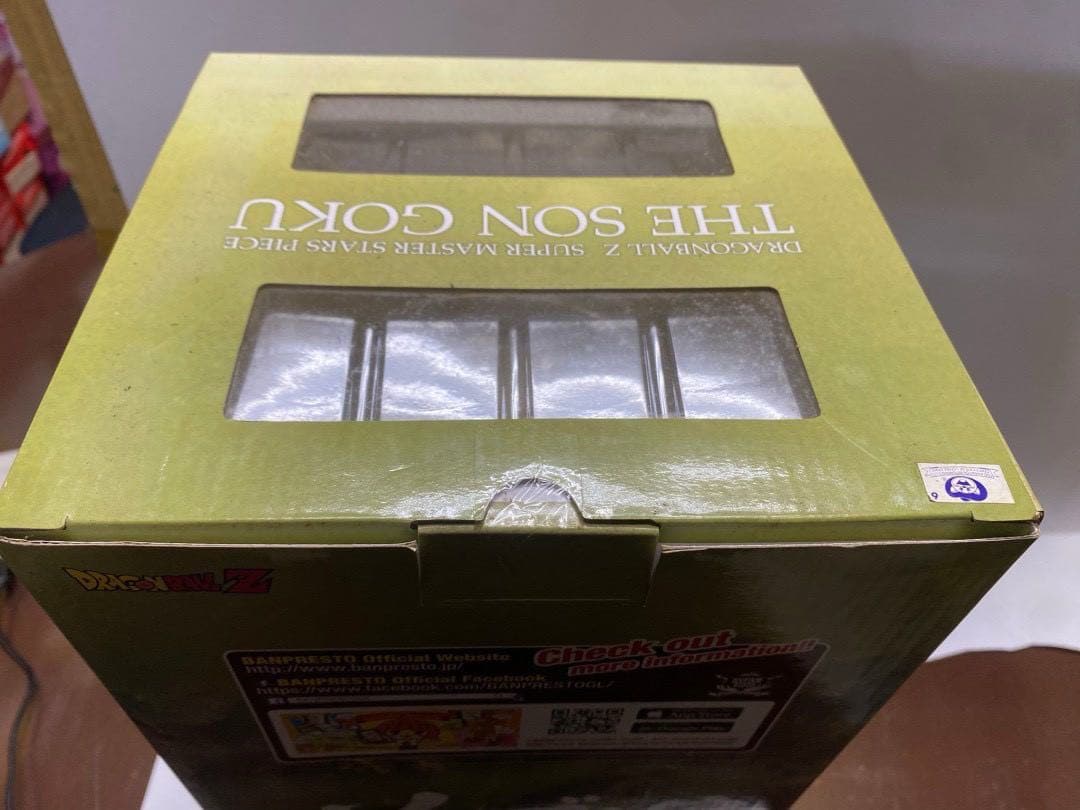 THE SON GOKU
DRAGONBALL Z SUPER MASTER STARS PIECE
9
DRAGON BALL Z
BANPRESTO Official Website
http://www.banpresto.jp/
Check out
more information!!
BANPRESTO Official Facebook
https://www.facebook.com/BANPRESTOGL/